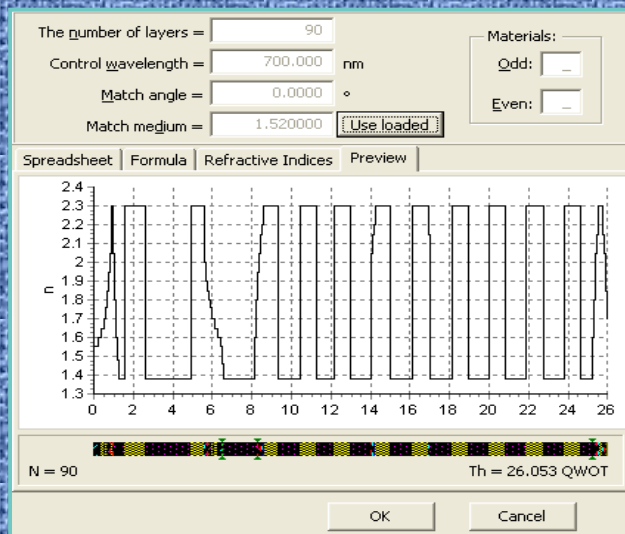 The number of layers = 90
Control wavelength = 700.000 nm
Match angle = 0.0000 °
Match medium = 1.520000 Use loaded
Materials:
Odd: _
Even: _
Spreadsheet Formula Refractive Indices Preview
2.4
2.3
2.2
2.1
2
1.9
1.8
1.7
1.6
1.5
1.4
1.3
n
0 2 4 6 8 10 12 14 16 18 20 22 24 26
N = 90 Th = 26.053 QWOT
OK Cancel